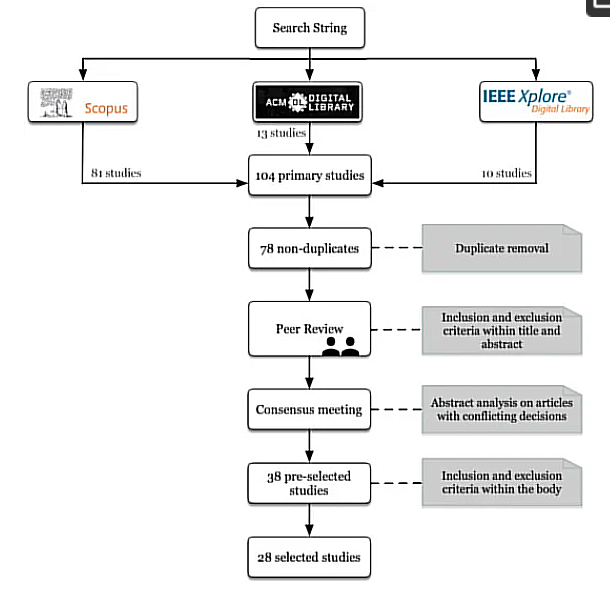 Search String
Scopus
ACM DL DIGITAL
LIBRARY
IEEE Xplore®
Digital Library
13 studies
81 studies
10 studies
104 primary studies
78 non-duplicates
Duplicate removal
Peer Review
Inclusion and exclusion
criteria within title and
abstract
Consensus meeting
Abstract analysis on articles
with conflicting decisions
38 pre-selected
studies
Inclusion and exclusion
criteria within the body
28 selected studies